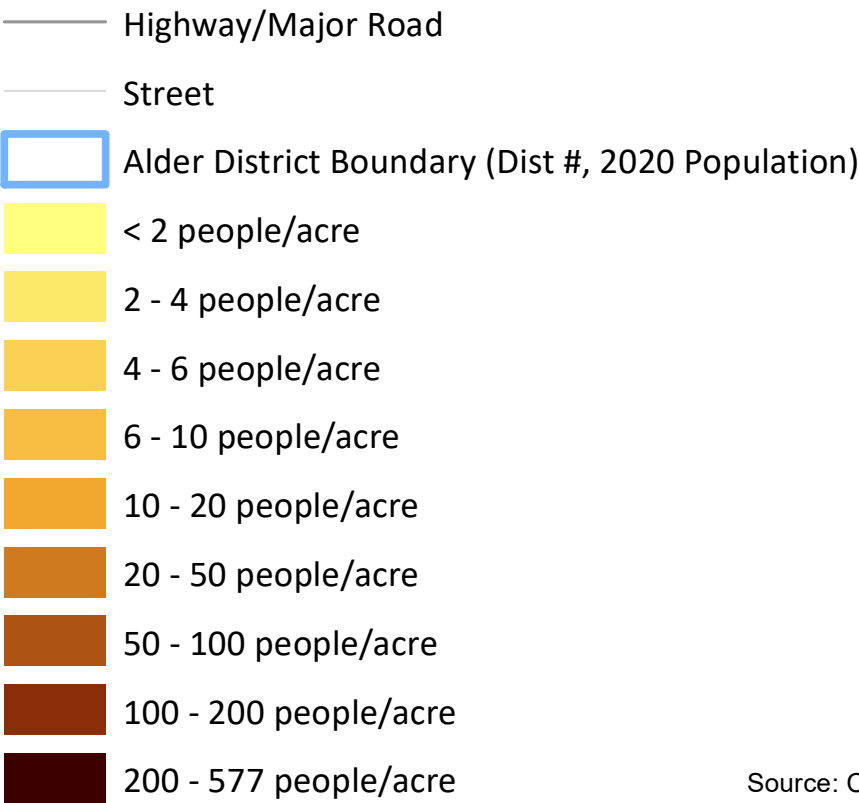 Highway/Major Road
Street
Alder District Boundary (Dist #, 2020 Population)
< 2 people/acre
2 - 4 people/acre
4 - 6 people/acre
6 - 10 people/acre
10 - 20 people/acre
20 - 50 people/acre
50 - 100 people/acre
100 - 200 people/acre
200 - 577 people/acre
Source: